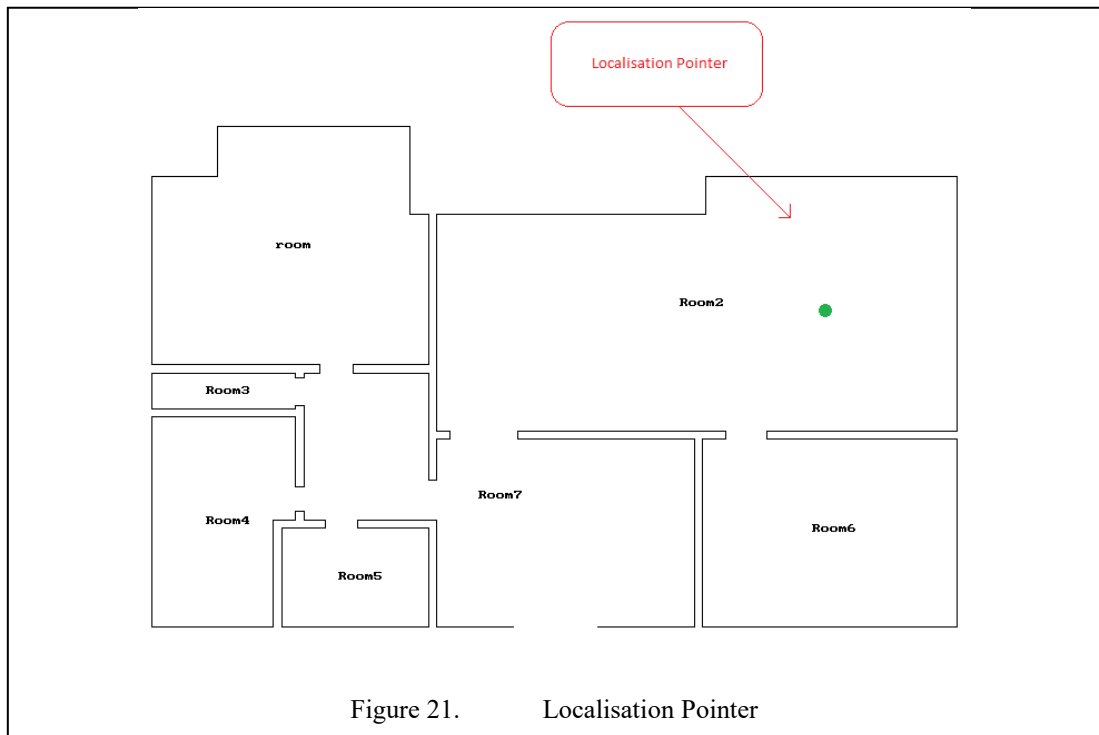 Localisation Pointer
room
Room2
Room3
Room7
Room4
Room6
Room5
Figure 21. Localisation Pointer